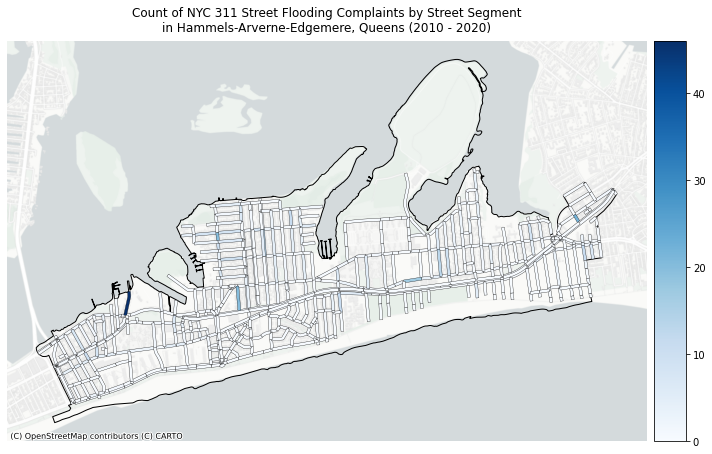 Count of NYC 311 Street Flooding Complaints by Street Segment
in Hammels-Arverne-Edgemere, Queens (2010 - 2020)
40
30
20
10
0
(C) OpenStreetMap contributors (C) CARTO